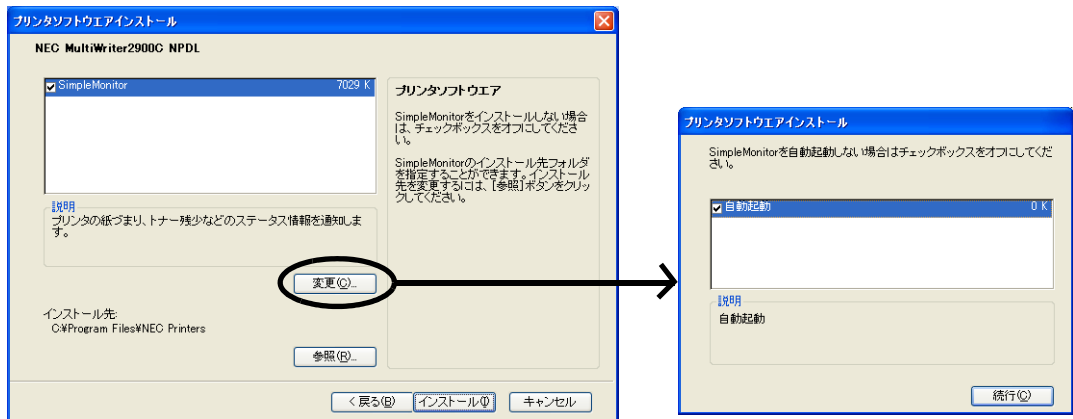 プリンタソフトウエアインストール
NEC MultiWriter2900C NPDL
SimpleMonitor 7029 K
説明
プリンタの紙づまり、トナー残少などのステータス情報を通知しま
す。
変更(C)...
インストール先:
C:¥Program Files¥NEC Printers
参照(R)...
プリンタソフトウエア
SimpleMonitorをインストールしない場合
は、チェックボックスをオフにしてくださ
い。
SimpleMonitorのインストール先フォルダ
を指定することができます。インストール
先を変更するには、[参照]ボタンをクリッ
クしてください。
< 戻る(B)
インストール(I)
キャンセル
プリンタソフトウエアインストール
SimpleMonitorを自動起動しない場合はチェックボックスをオフにしてくだ
さい。
自動起動 0 K
説明
自動起動
続行(C)